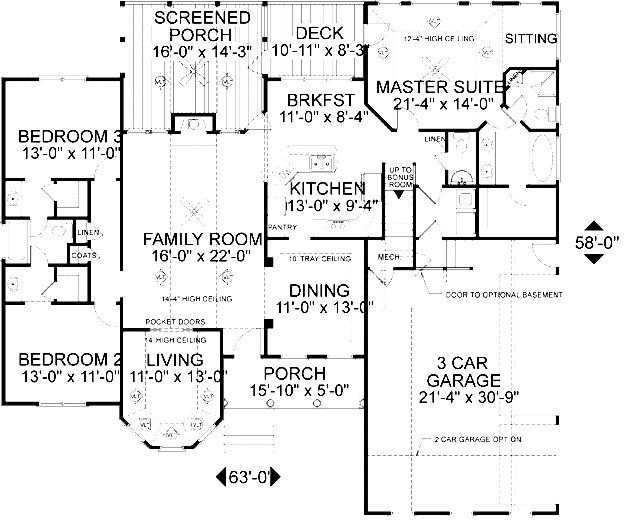 SCREENED
PORCH
16'-0" x 14'-3"
DECK
10'-11" x 8'-3
12'-4" HIGH CEILING
SITTING
MASTER SUITE
21'-4" x 14'-0"
BRKFST
11'-0" x 8'-4"
BEDROOM 3
13'-0" x 11'-0"
LINEN
LINEN
UP TO
BONUS
ROOM
KITCHEN
13'-0" x 9'-4"
PANTRY
LINEN
COATS
FAMILY ROOM
16'-0" x 22'-0"
MECH.
58'-0"
10' TRAY CEILING
14'-4" HIGH CEILING
DINING
11'-0" x 13'-0"
DOOR TO OPTIONAL BASEMENT
POCKET DOORS
14' HIGH CEILING
BEDROOM 2
13'-0" x 11'-0"
LIVING
11'-0" x 13'-0"
PORCH
15'-10" x 5'-0"
3 CAR
GARAGE
21'-4" x 30'-9"
2 CAR GARAGE OPTION
63'-0"